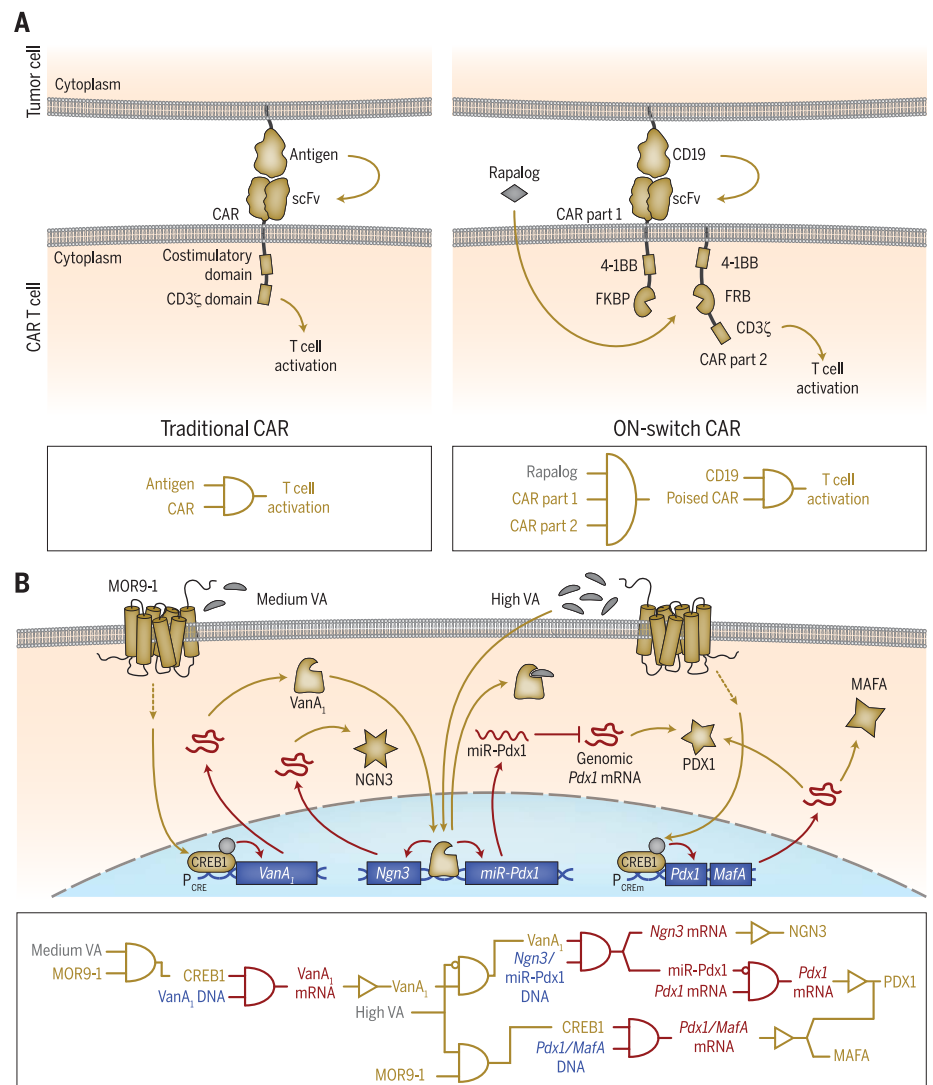 A
Tumor cell
Cytoplasm
Antigen
scFv
CAR
CAR T cell
Cytoplasm
Costimulatory
domain
CD3ζ domain
T cell
activation
CD19
Rapalog
scFv
CAR part 1
4-1BB
4-1BB
FKBP
FRB
CD3ζ
CAR part 2
T cell
activation
Traditional CAR
ON-switch CAR
Antigen
CAR
T cell
activation
Rapalog
CAR part 1
CAR part 2
CD19
Poised CAR
T cell
activation
B
MOR9-1
Medium VA
High VA
VanA1
NGN3
miR-Pdx1
Genomic
Pdx1 mRNA
PDX1
MAFA
CREB1
PCRE
VanA1
Ngn3
miR-Pdx1
CREB1
PCREm
Pdx1
MafA
Medium VA
MOR9-1
CREB1
VanA1 DNA
VanA1
mRNA
VanA1
High VA
MOR9-1
VanA1
Ngn3/
miR-Pdx1
DNA
Ngn3 mRNA
NGN3
miR-Pdx1
Pdx1 mRNA
Pdx1
mRNA
PDX1
CREB1
Pdx1/MafA
DNA
Pdx1/MafA
mRNA
MAFA